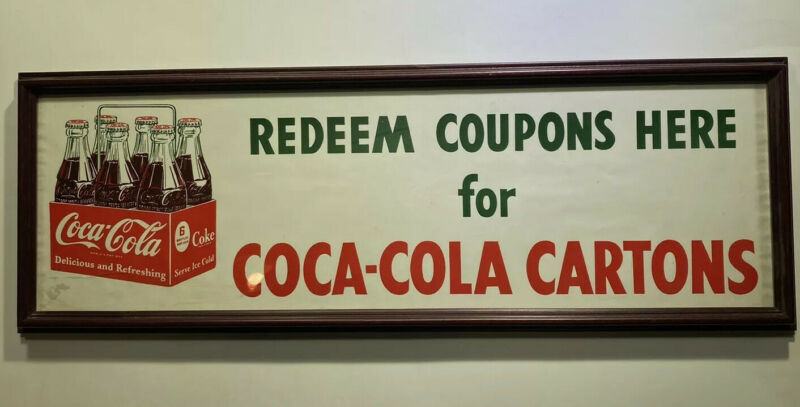 REDEEM COUPONS HERE
for
COCA-COLA CARTONS
Coca-Cola
Delicious and Refreshing
6
Coke
Serve Ice Cold